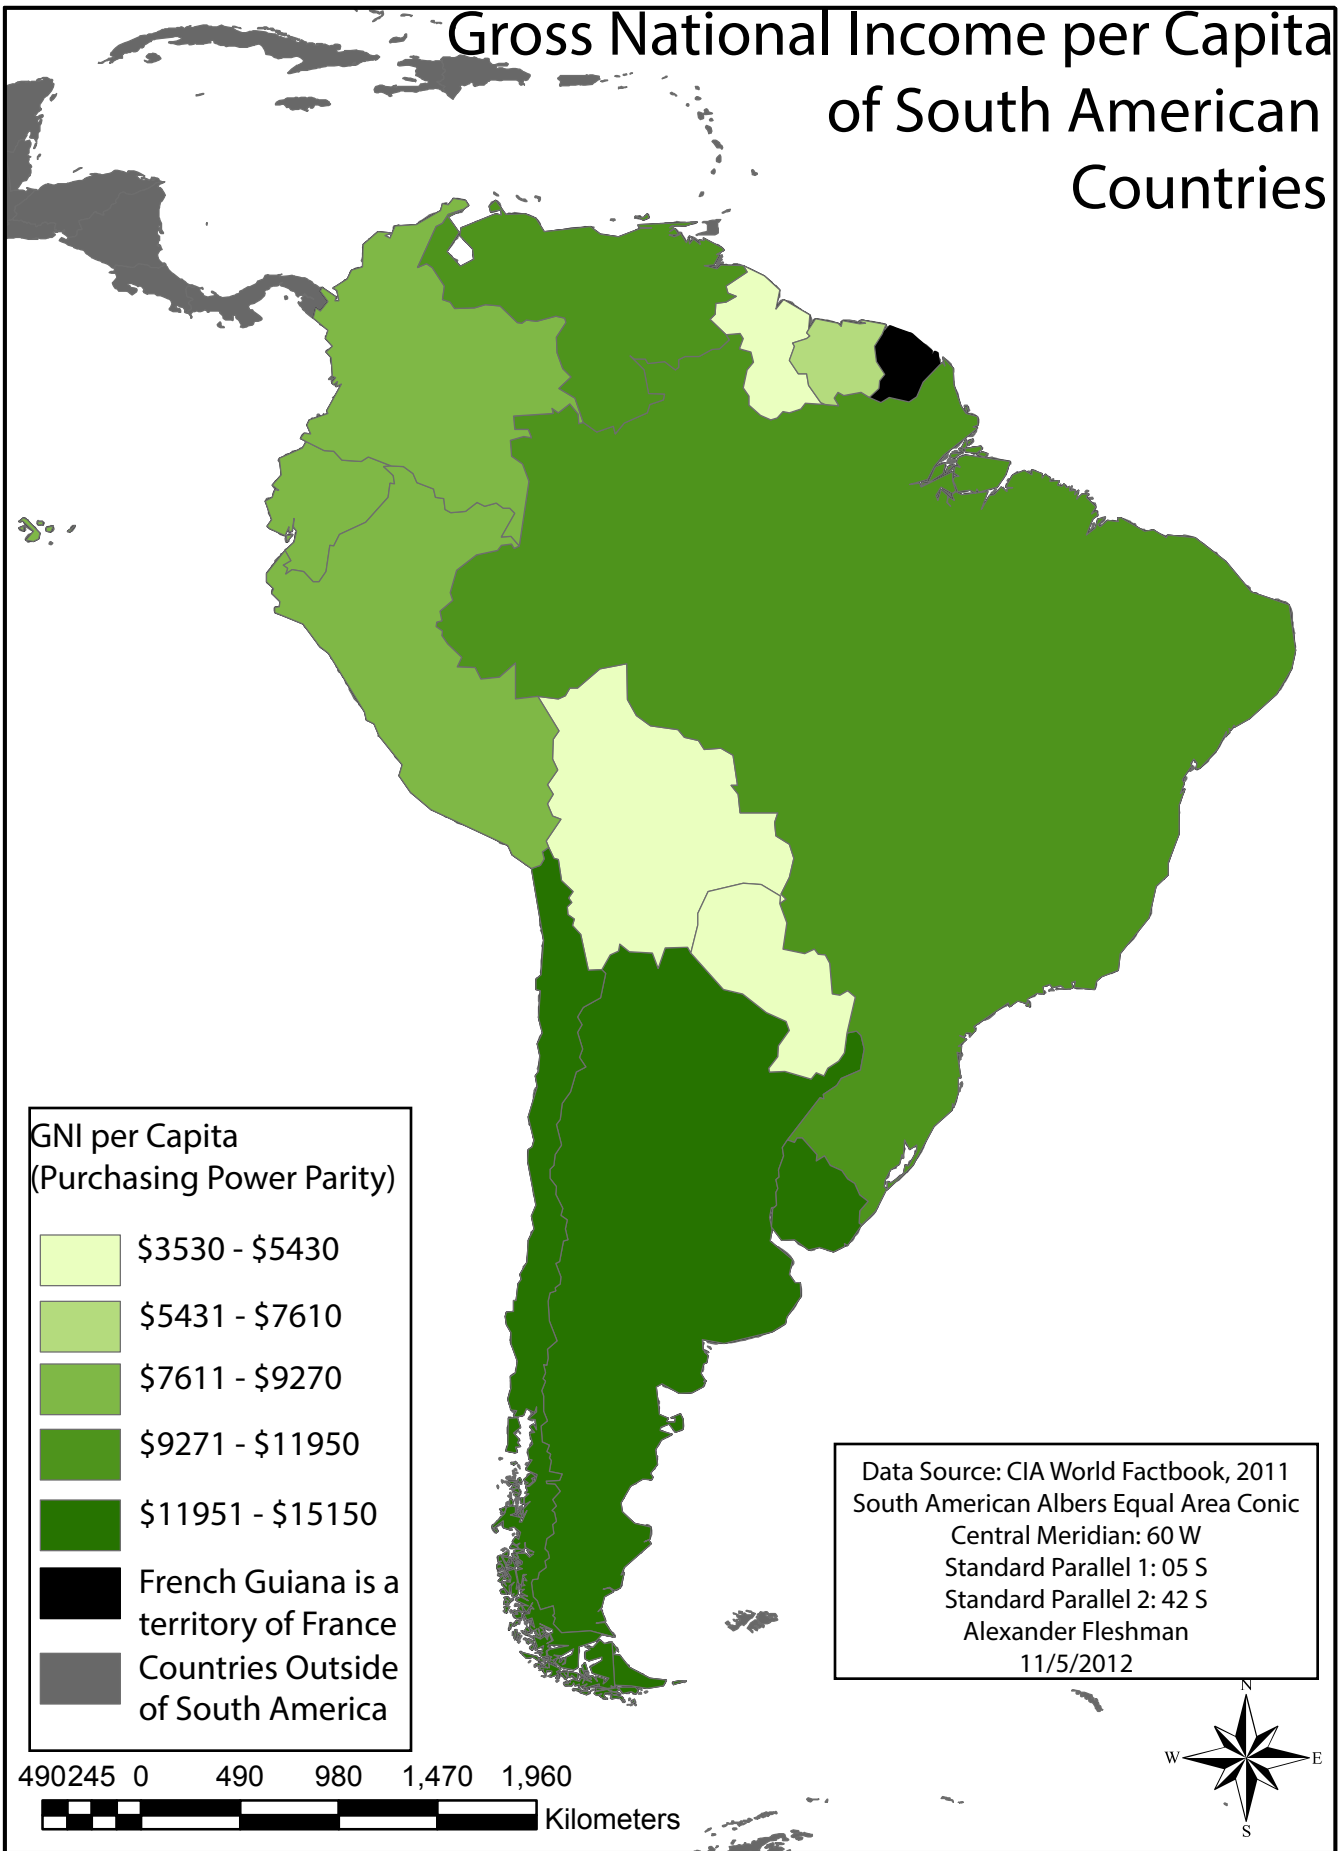 Gross National Income per Capita
of South American
Countries
GNI per Capita
(Purchasing Power Parity)
$3530 - $5430
$5431 - $7610
$7611 - $9270
$9271 - $11950
$11951 - $15150
French Guiana is a
territory of France
Countries Outside
of South America
Data Source: CIA World Factbook, 2011
South American Albers Equal Area Conic
Central Meridian: 60 W
Standard Parallel 1: 05 S
Standard Parallel 2: 42 S
Alexander Fleshman
11/5/2012
N
W E
S
490 245 0 490 980 1,470 1,960
Kilometers